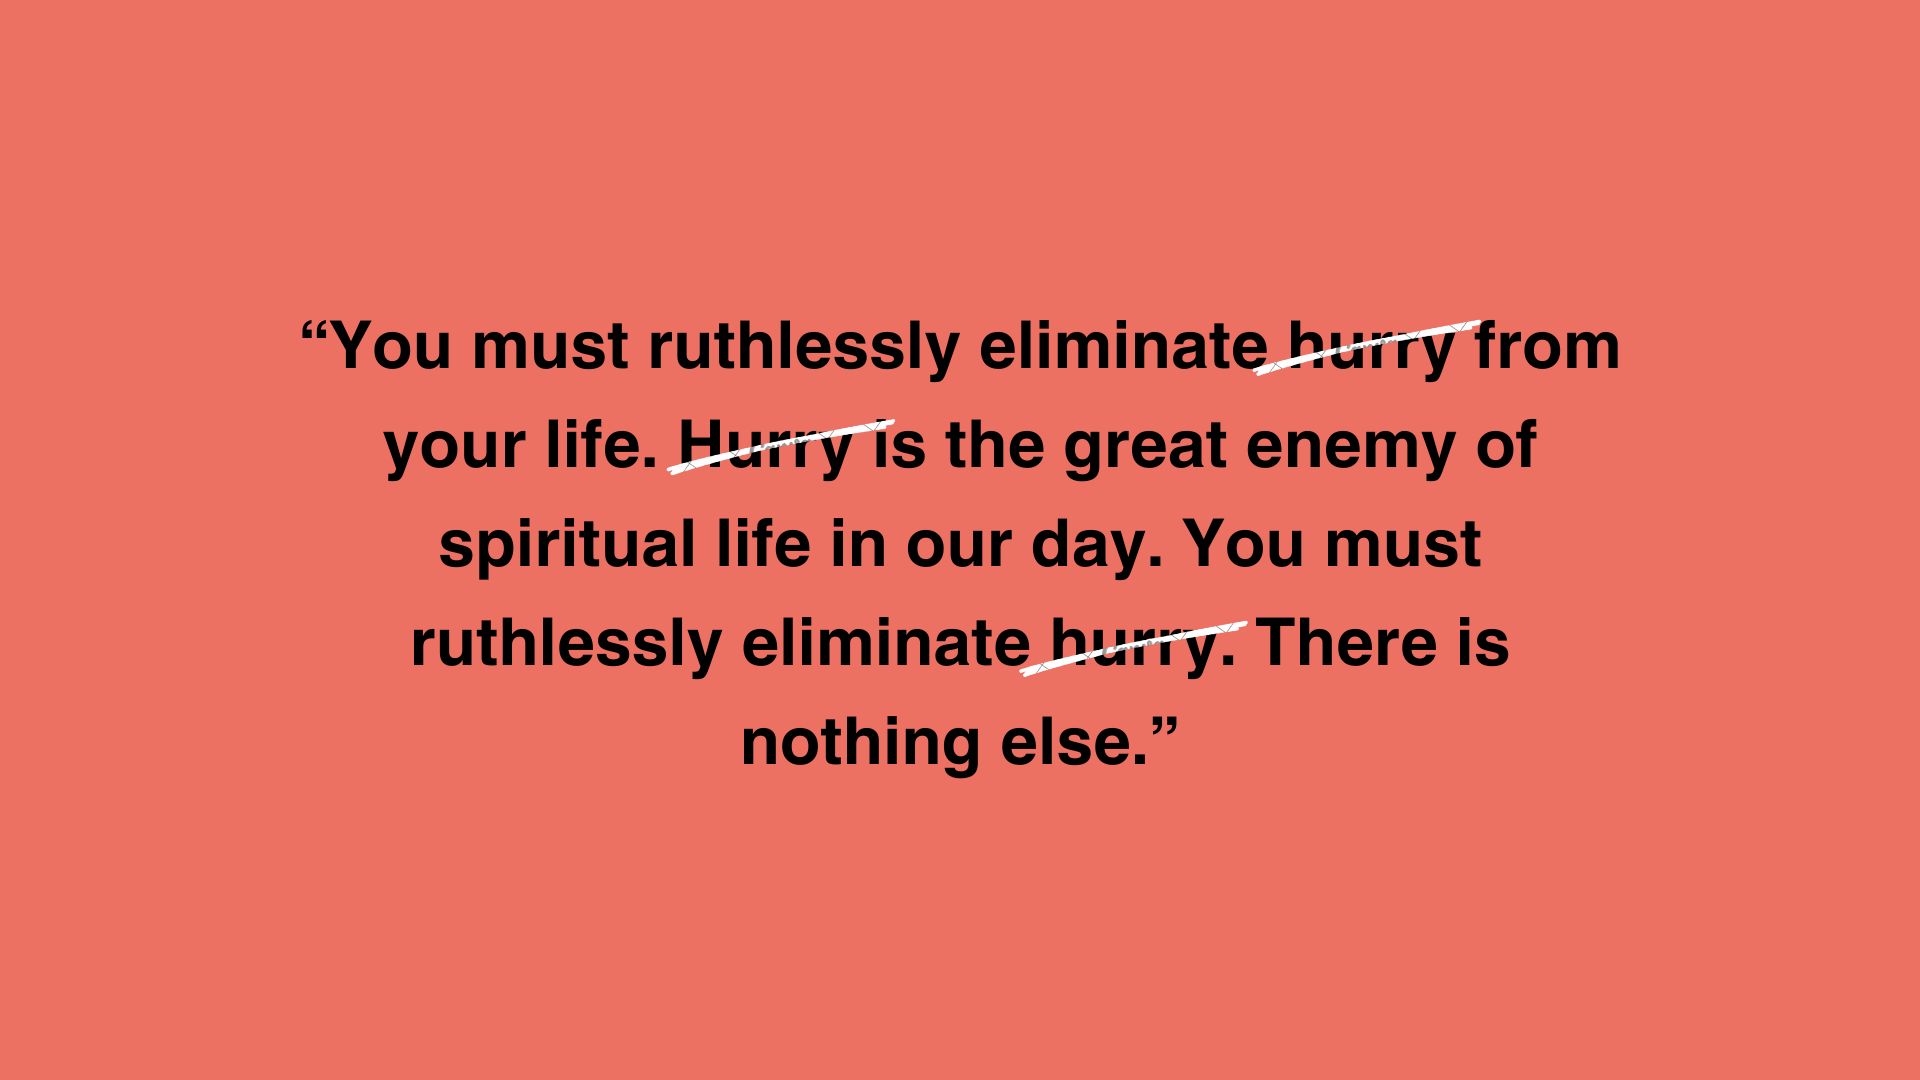 “You must ruthlessly eliminate hurry from
your life. Hurry is the great enemy of
spiritual life in our day. You must
ruthlessly eliminate hurry. There is
nothing else.”